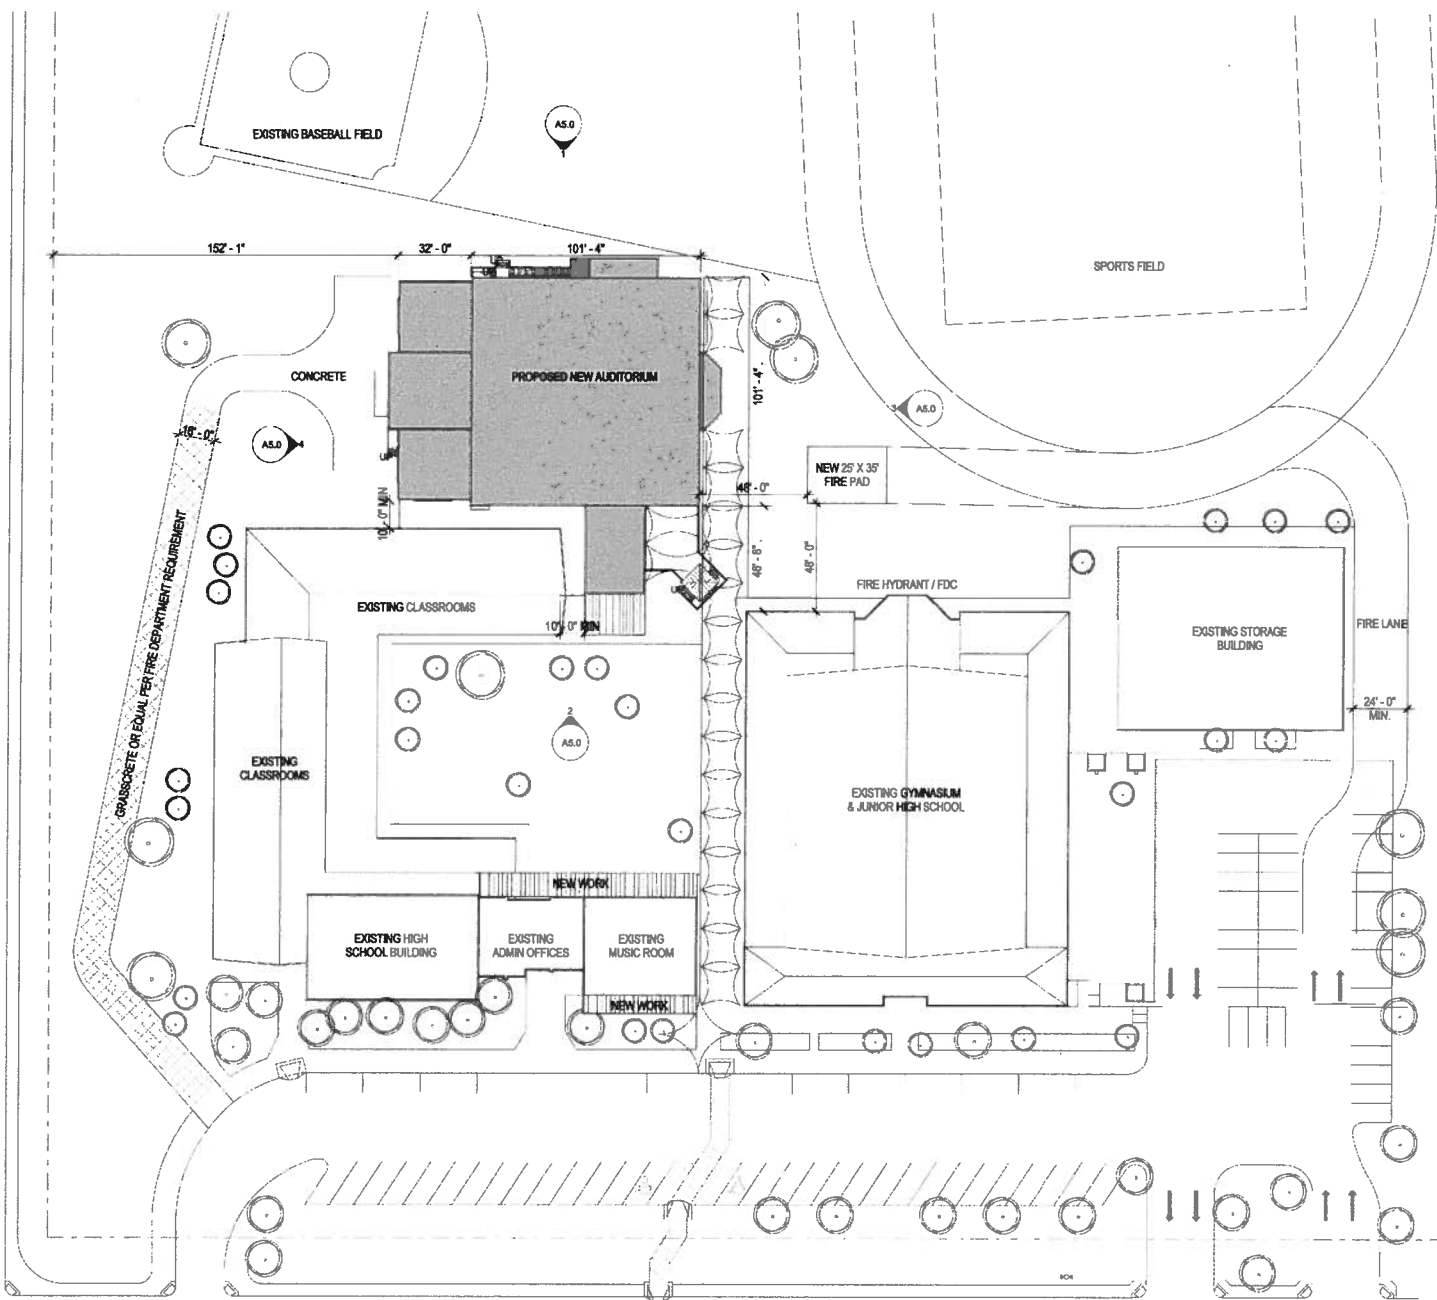 A5.0
1
EXISTING BASEBALL FIELD
152' - 1"
32' - 0"
101' - 4"
SPORTS FIELD
CONCRETE
PROPOSED NEW AUDITORIUM
101' - 4"
3
A5.0
16' - 0"
A5.0
4
NEW 25' X 35'
FIRE PAD
48' - 0"
10' - 0" MIN
GRASSCRETE OR EQUAL PER FIRE DEPARTMENT REQUIREMENT
48' - 8"
48' - 0"
FIRE HYDRANT / FDC
EXISTING CLASSROOMS
10' - 0" MIN
EXISTING STORAGE
BUILDING
FIRE LANE
24' - 0"
MIN.
2
A5.0
EXISTING
CLASSROOMS
EXISTING GYMNASIUM
& JUNIOR HIGH SCHOOL
NEW WORK
EXISTING HIGH
SCHOOL BUILDING
EXISTING
ADMIN OFFICES
EXISTING
MUSIC ROOM
NEW WORK